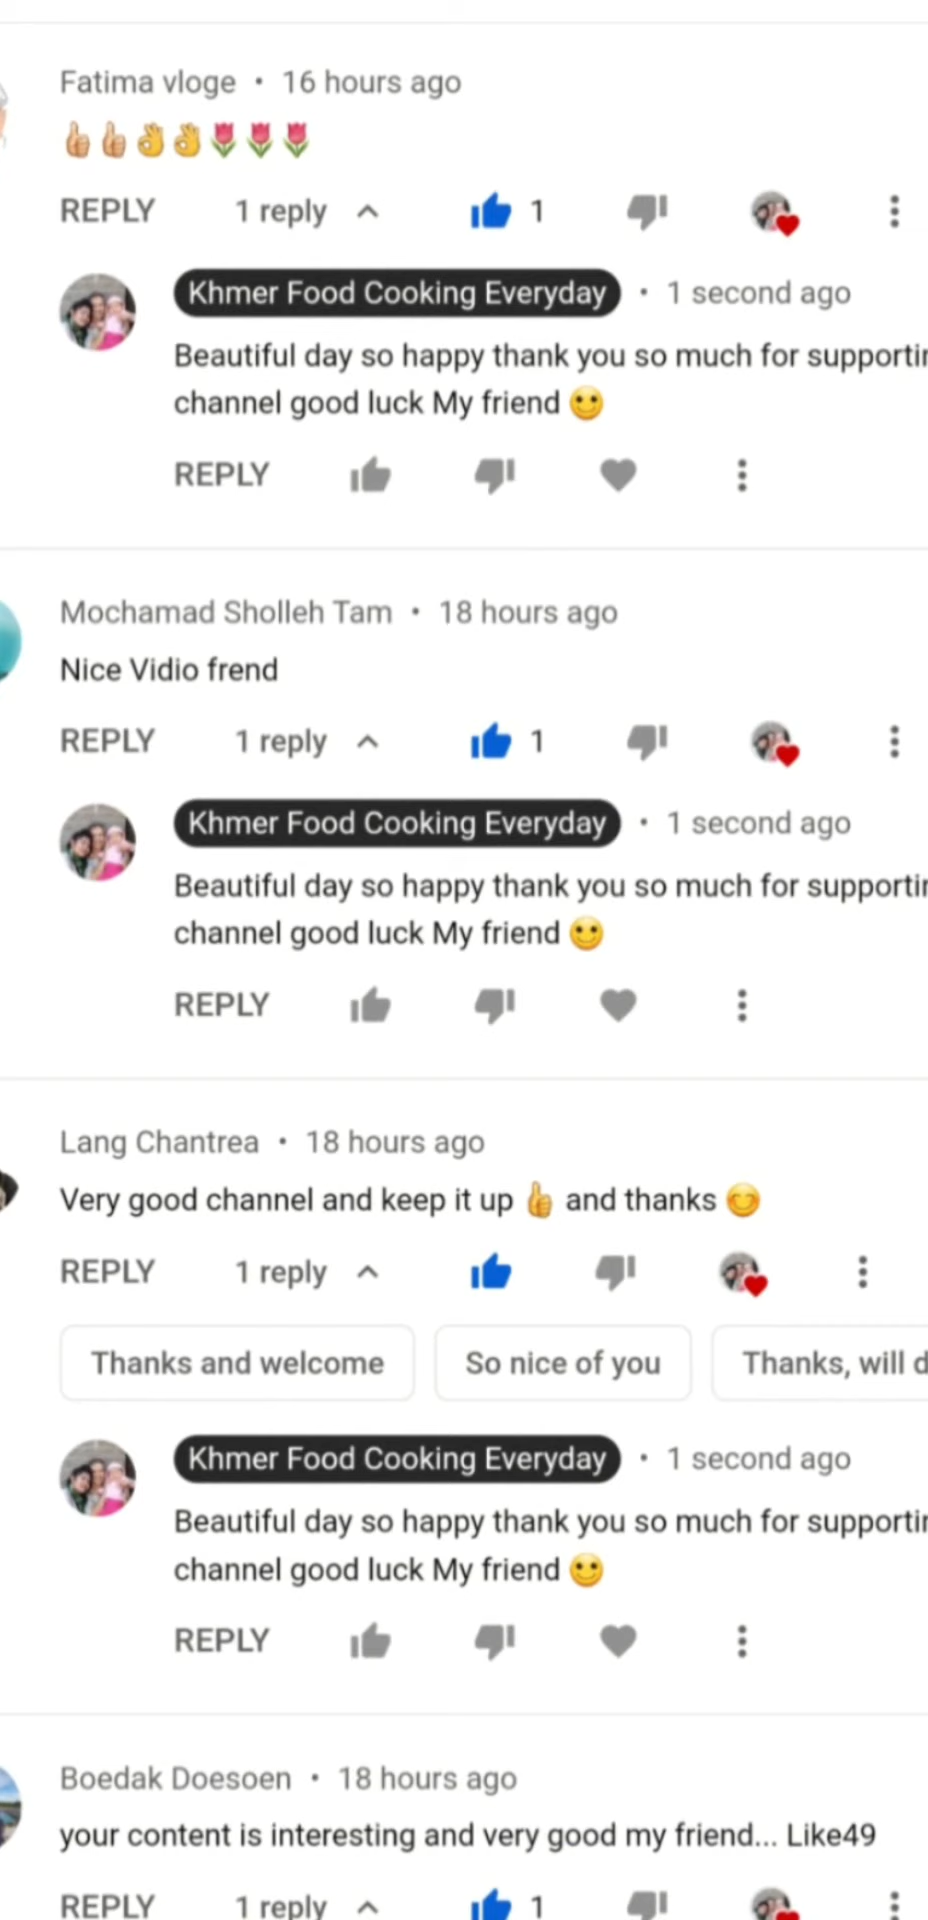 Fatima vloge • 16 hours ago
👍🏼👍🏼👌👌🌷🌷🌷
REPLY 1 reply 1
Khmer Food Cooking Everyday • 1 second ago
Beautiful day so happy thank you so much for
channel good luck My friend 🙂
REPLY
Mochamad Sholleh Tam • 18 hours ago
Nice Vidio frend
REPLY 1 reply 1
Khmer Food Cooking Everyday • 1 second ago
Beautiful day so happy thank you so much for
channel good luck My friend 🙂
REPLY
Lang Chantrea • 18 hours ago
Very good channel and keep it up 👍 and thanks 😊
REPLY 1 reply
Thanks and welcome So nice of you Thanks, will
Khmer Food Cooking Everyday • 1 second ago
Beautiful day so happy thank you so much for
channel good luck My friend 🙂
REPLY
Boedak Doesoen • 18 hours ago
your content is interesting and very good my friend... Like49
REPLY 1 reply 1